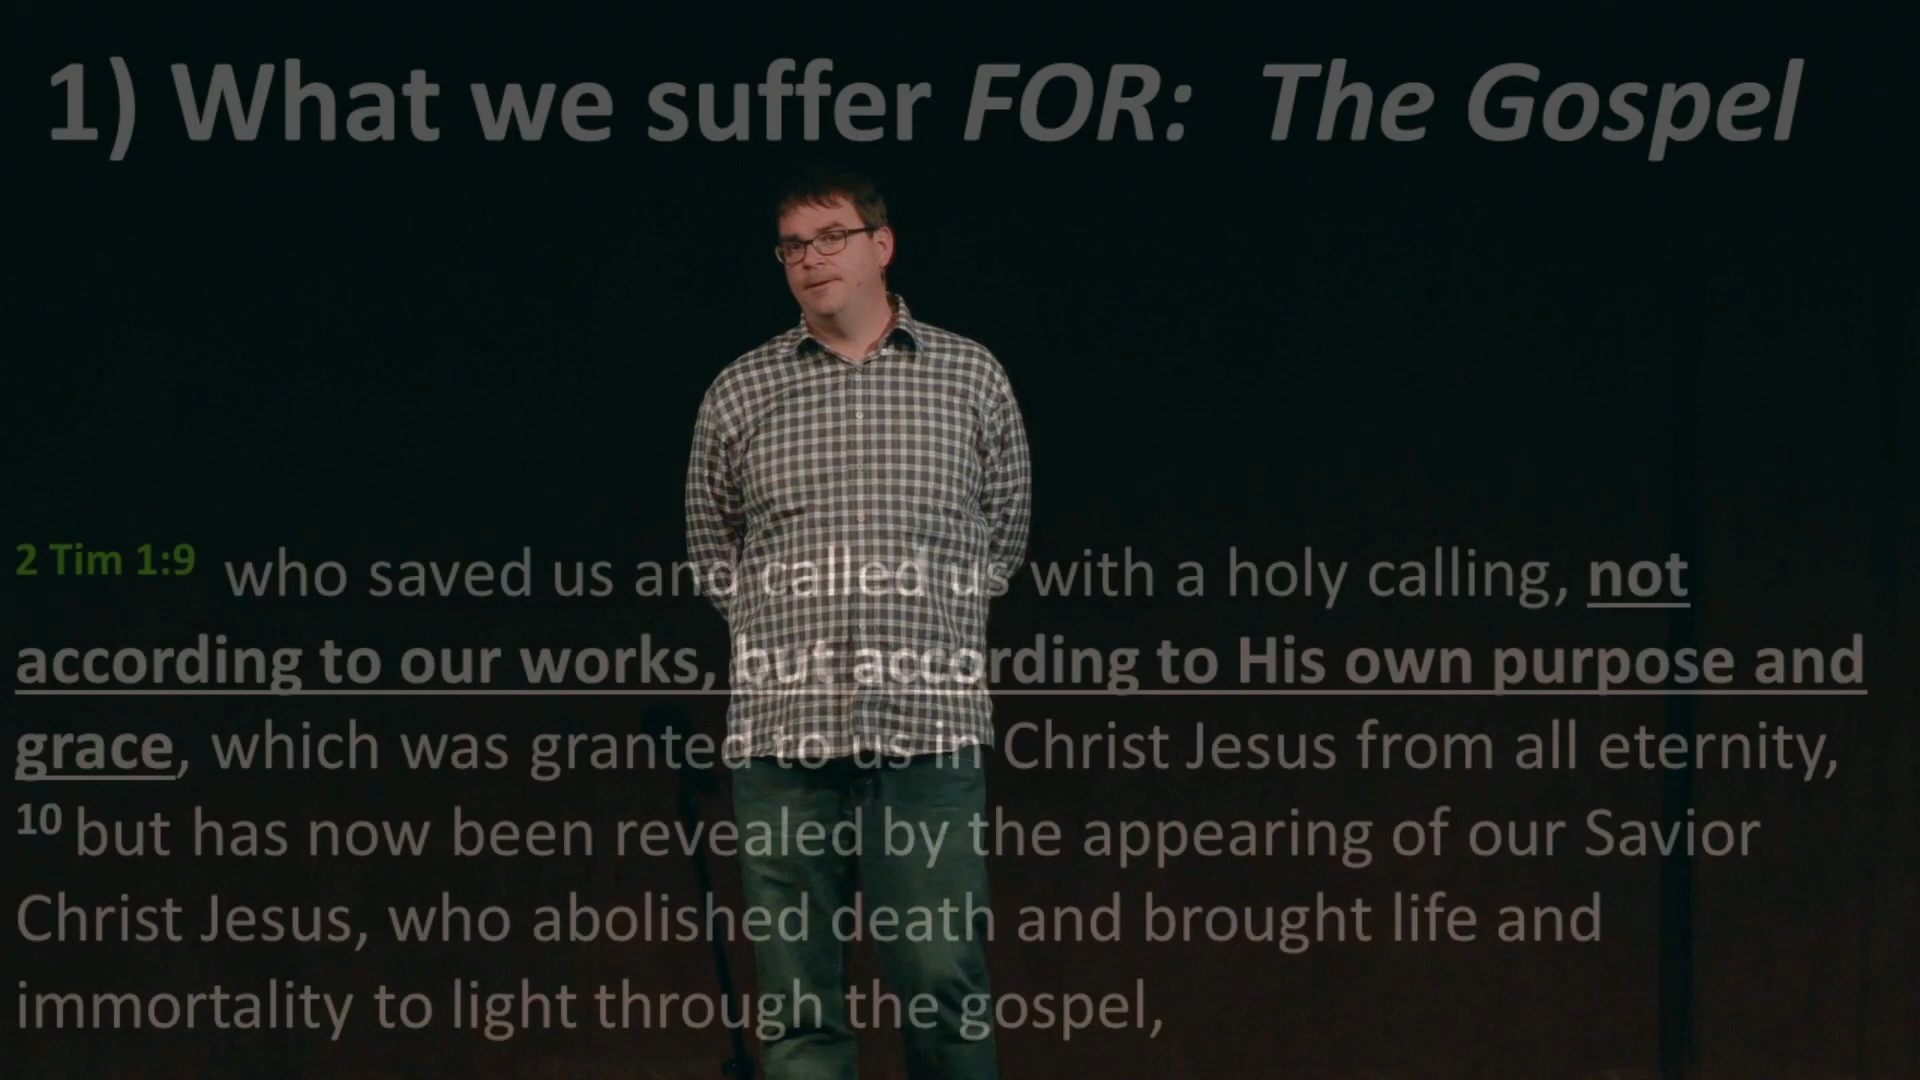 1) What we suffer FOR: The Gospel
2 Tim 1:9 who saved us and called us with a holy calling, not
according to our works, but according to His own purpose and
grace, which was granted to us in Christ Jesus from all eternity,
10 but has now been revealed by the appearing of our Savior
Christ Jesus, who abolished death and brought life and
immortality to light through the gospel,